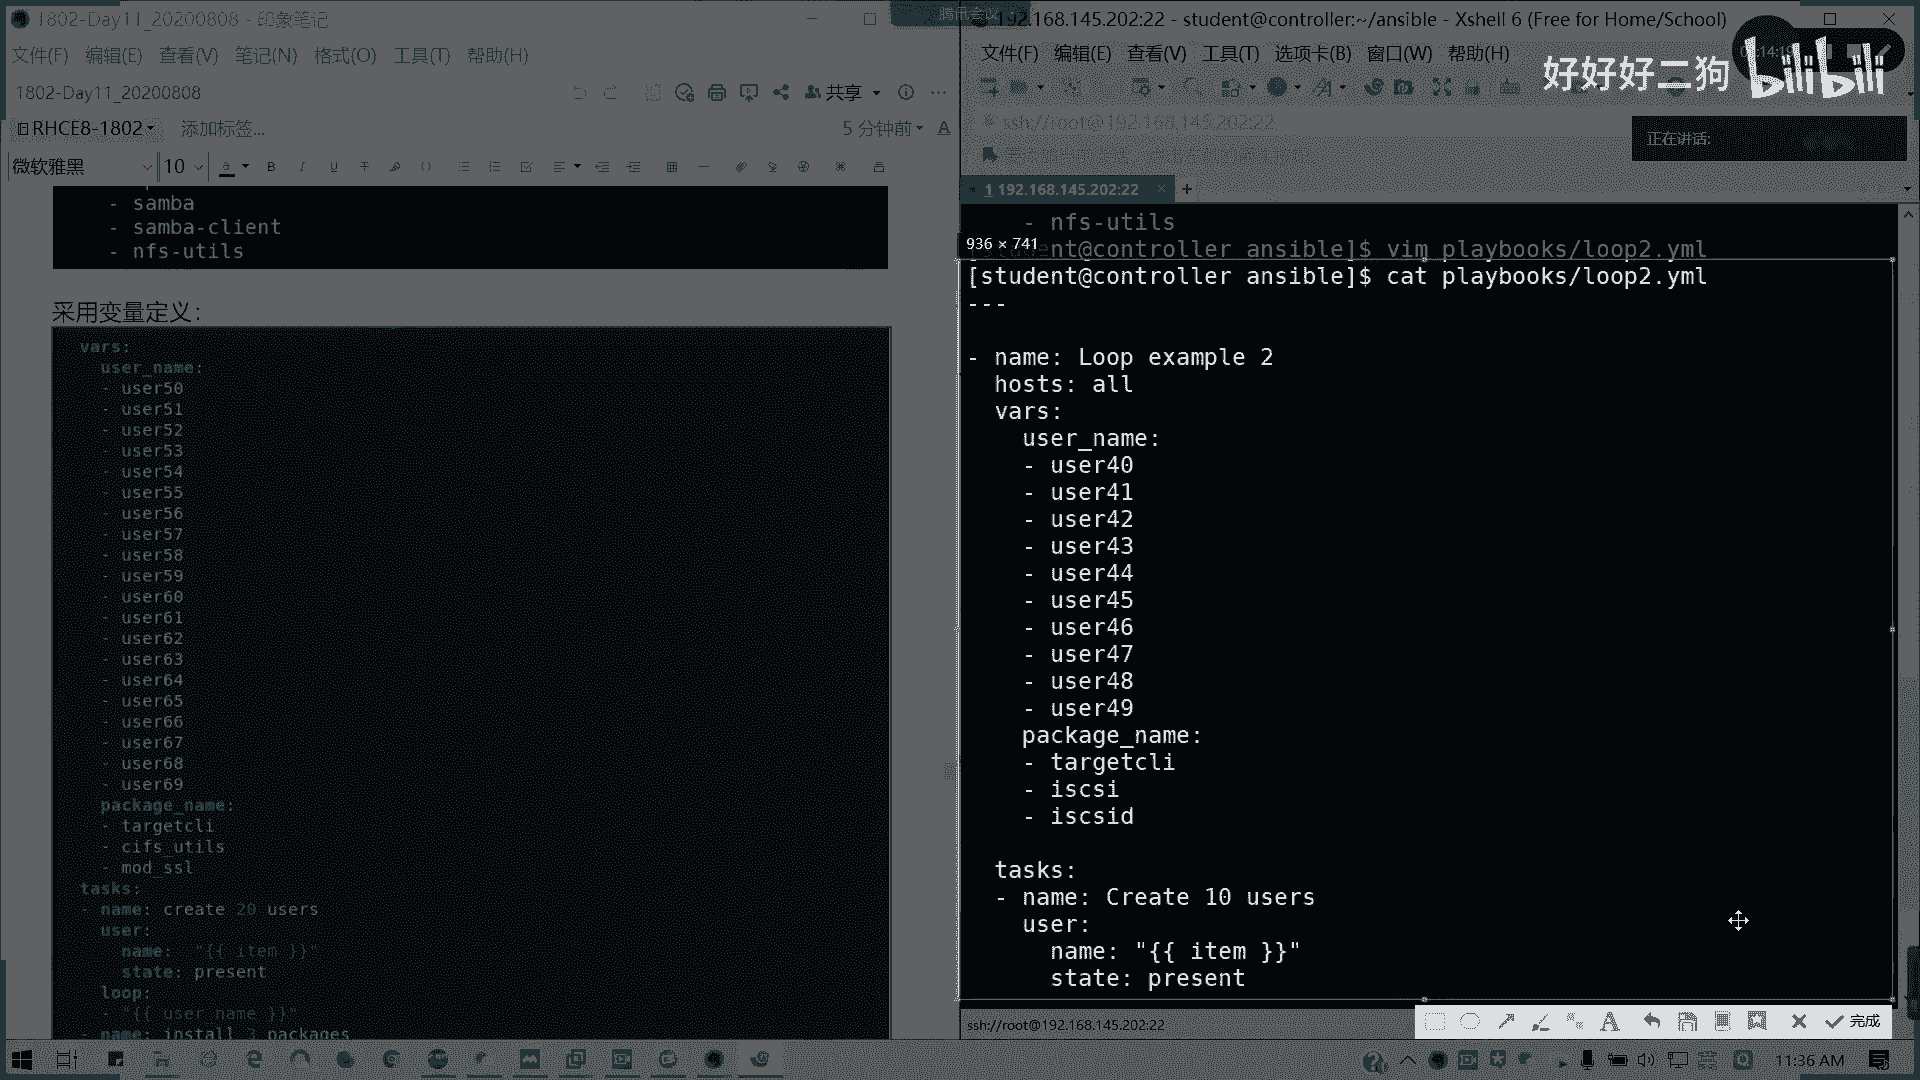 1802-Day11_20200808 - 印象笔记
文件(F) 编辑(E) 查看(V) 笔记(N) 格式(O) 工具(T) 帮助(H)
1802-Day11_20200808
共享
RHCE8-1802
添加标签...
5 分钟前
微软雅黑
10
- samba
- samba-client
- nfs-utils
采用变量定义:
vars:
user_name:
- user50
- user51
- user52
- user53
- user54
- user55
- user56
- user57
- user58
- user59
- user60
- user61
- user62
- user63
- user64
- user65
- user66
- user67
- user68
- user69
package_name:
- targetcli
- cifs_utils
- mod_ssl
tasks:
- name: create 20 users
user:
name: "{{ item }}"
state: present
loop:
- "{{ user_name }}"
- name: install 3 packages
腾讯会议
192.168.145.202:22 - student@controller:~/ansible - Xshell 6 (Free for Home/School)
文件(F) 编辑(E) 查看(V) 工具(T) 选项卡(B) 窗口(W) 帮助(H)
好好好二狗 bilibili
ssh://root@192.168.145.202:22
正在讲话:
1 192.168.145.202:22
- nfs-utils
936 × 741
student@controller ansible]$ vim playbooks/loop2.yml
[student@controller ansible]$ cat playbooks/loop2.yml
---
- name: Loop example 2
hosts: all
vars:
user_name:
- user40
- user41
- user42
- user43
- user44
- user45
- user46
- user47
- user48
- user49
package_name:
- targetcli
- iscsi
- iscsid
tasks:
- name: Create 10 users
user:
name: "{{ item }}"
state: present
ssh://root@192.168.145.202:22
完成
英
11:36 AM